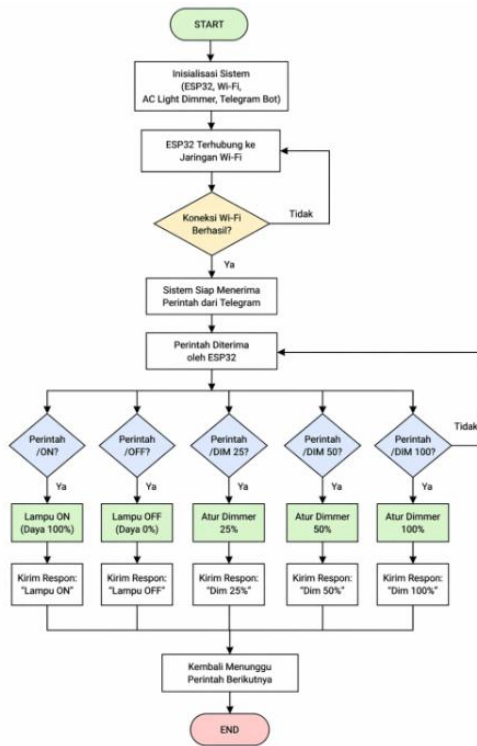 START
Inisialisasi Sistem
(ESP32, Wi-Fi,
AC Light Dimmer, Telegram Bot)
ESP32 Terhubung ke
Jaringan Wi-Fi
Koneksi Wi-Fi
Berhasil?
Tidak
Ya
Sistem Siap Menerima
Perintah dari Telegram
Perintah Diterima
oleh ESP32
Perintah
/ON?
Perintah
/OFF?
Perintah
/DIM 25?
Perintah
/DIM 50?
Perintah
/DIM 100?
Tidak
Ya
Ya
Ya
Ya
Ya
Lampu ON
(Daya 100%)
Lampu OFF
(Daya 0%)
Atur Dimmer
25%
Atur Dimmer
50%
Atur Dimmer
100%
Kirim Respon:
"Lampu ON"
Kirim Respon:
"Lampu OFF"
Kirim Respon:
"Dim 25%"
Kirim Respon:
"Dim 50%"
Kirim Respon:
"Dim 100%"
Kembali Menunggu
Perintah Berikutnya
END